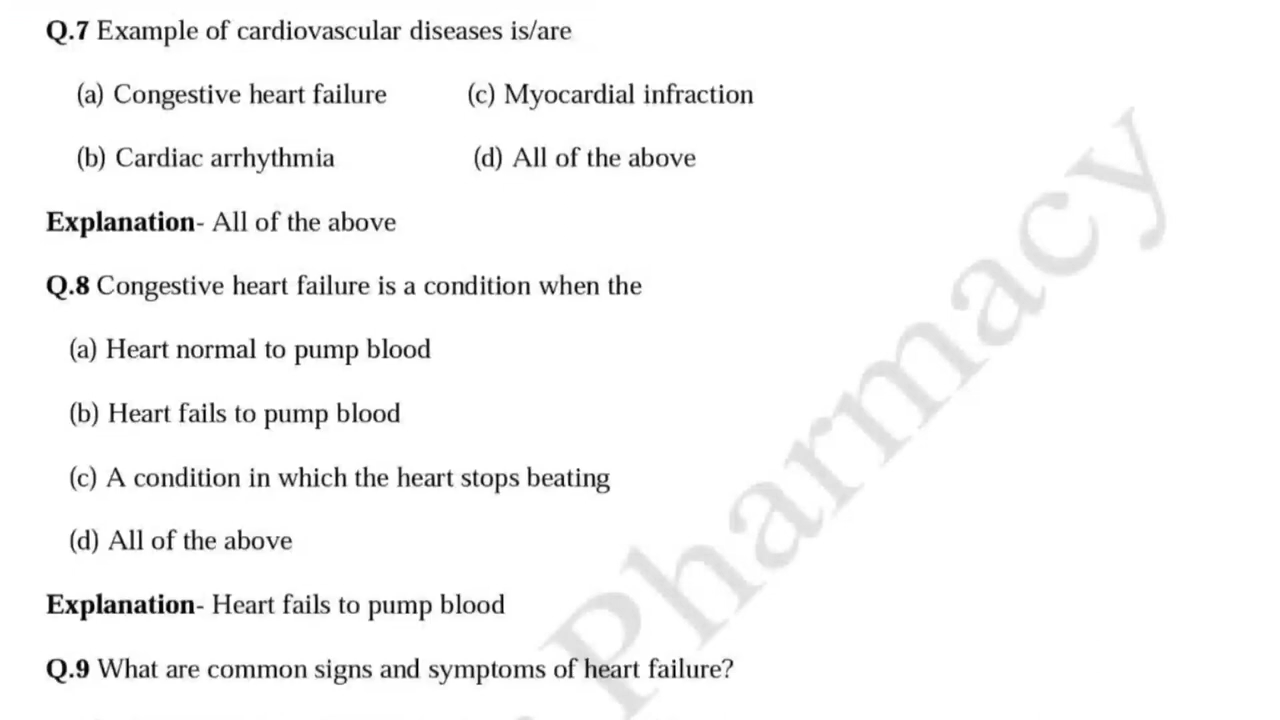 Q.7 Example of cardiovascular diseases is/are
(a) Congestive heart failure (c) Myocardial infraction
(b) Cardiac arrhythmia (d) All of the above
Explanation- All of the above
Q.8 Congestive heart failure is a condition when the
(a) Heart normal to pump blood
(b) Heart fails to pump blood
(c) A condition in which the heart stops beating
(d) All of the above
Explanation- Heart fails to pump blood
Q.9 What are common signs and symptoms of heart failure?
Pharmacy